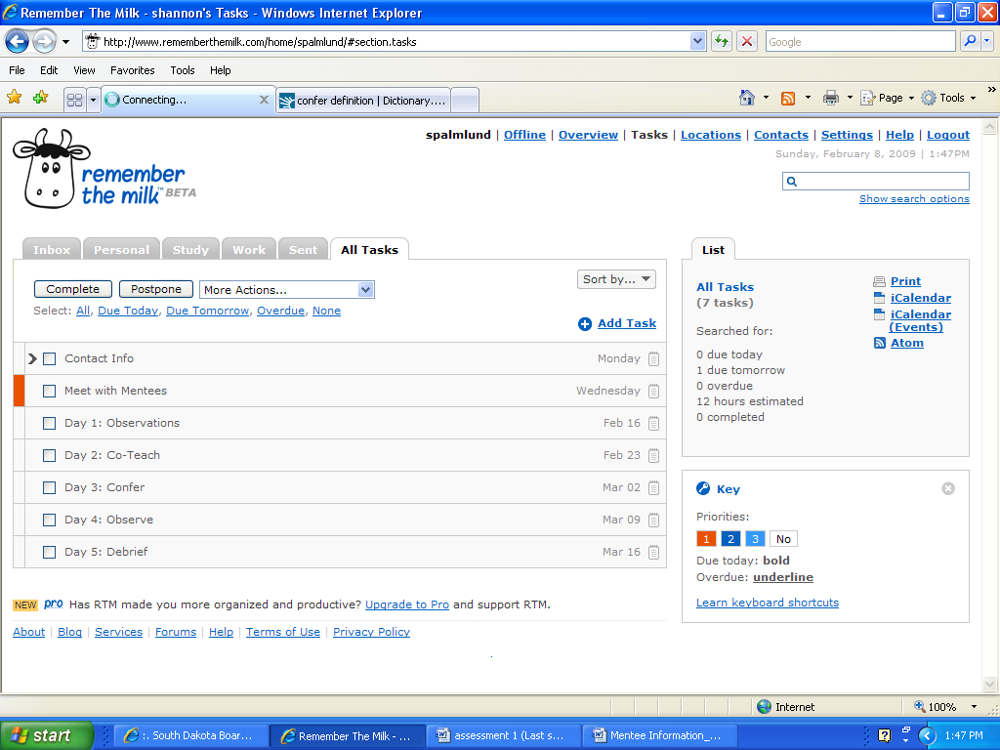 Remember The Milk - shannon's Tasks - Windows Internet Explorer
http://www.rememberthemilk.com/home/spalmlund/#section.tasks
Google
File Edit View Favorites Tools Help
Connecting...
confer definition | Dictionary....
Page Tools »
spalmlund | Offline | Overview | Tasks | Locations | Contacts | Settings | Help | Logout
Sunday, February 8, 2009 | 1:47PM
remember
the milk™ BETA
Show search options
Inbox Personal Study Work Sent All Tasks
Complete Postpone More Actions...
Sort by...
Select: All, Due Today, Due Tomorrow, Overdue, None
Add Task
Contact Info Monday
Meet with Mentees Wednesday
Day 1: Observations Feb 16
Day 2: Co-Teach Feb 23
Day 3: Confer Mar 02
Day 4: Observe Mar 09
Day 5: Debrief Mar 16
List
All Tasks
(7 tasks)
Print
iCalendar
iCalendar
(Events)
Atom
Searched for:
0 due today
1 due tomorrow
0 overdue
12 hours estimated
0 completed
Key
Priorities:
1 2 3 No
Due today: bold
Overdue: underline
Learn keyboard shortcuts
NEW pro Has RTM made you more organized and productive? Upgrade to Pro and support RTM.
About | Blog | Services | Forums | Help | Terms of Use | Privacy Policy
Internet
100%
start
:. South Dakota Boar...
Remember The Milk - ...
assessment 1 (Last s...
Mentee Information_...
1:47 PM